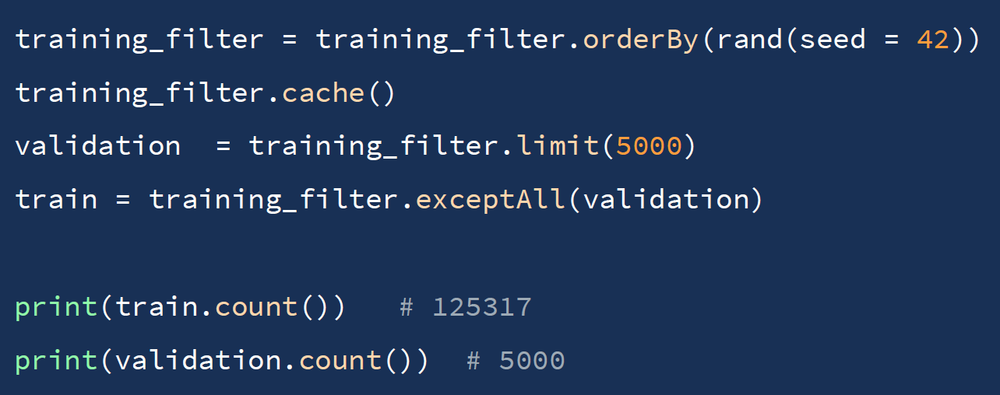 training_filter = training_filter.orderBy(rand(seed = 42))
training_filter.cache()
validation  = training_filter.limit(5000)
train = training_filter.exceptAll(validation)

print(train.count())   # 125317
print(validation.count())  # 5000